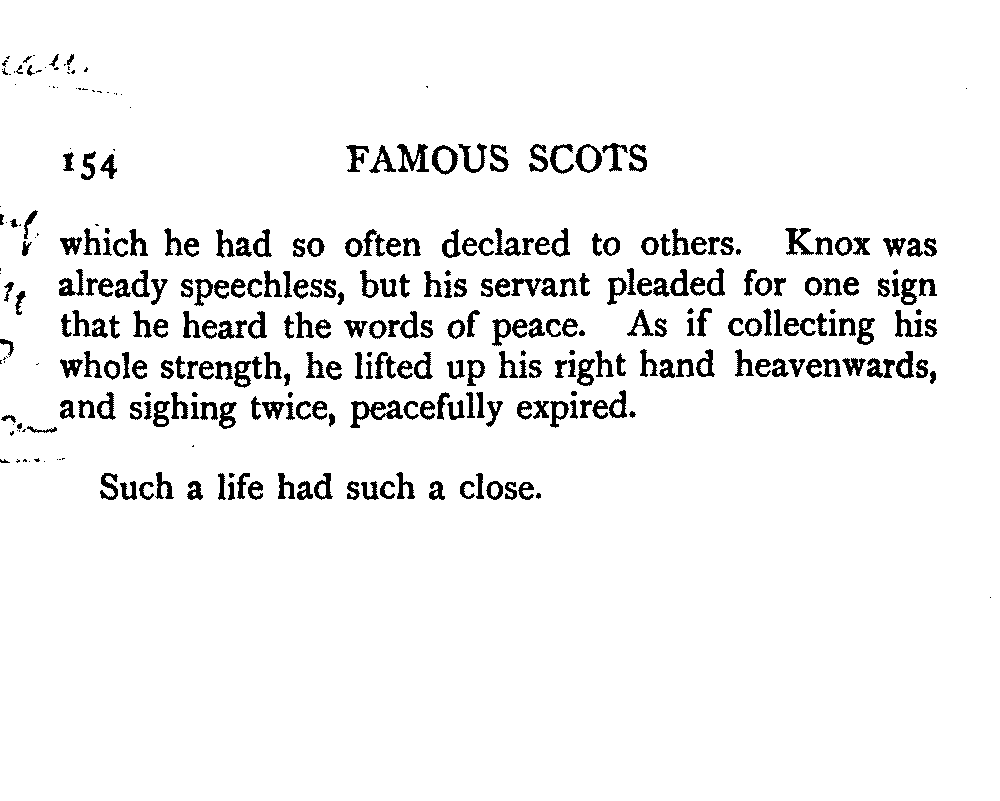 154 FAMOUS SCOTS
which he had so often declared to others. Knox was
already speechless, but his servant pleaded for one sign
that he heard the words of peace. As if collecting his
whole strength, he lifted up his right hand heavenwards,
and sighing twice, peacefully expired.
Such a life had such a close.